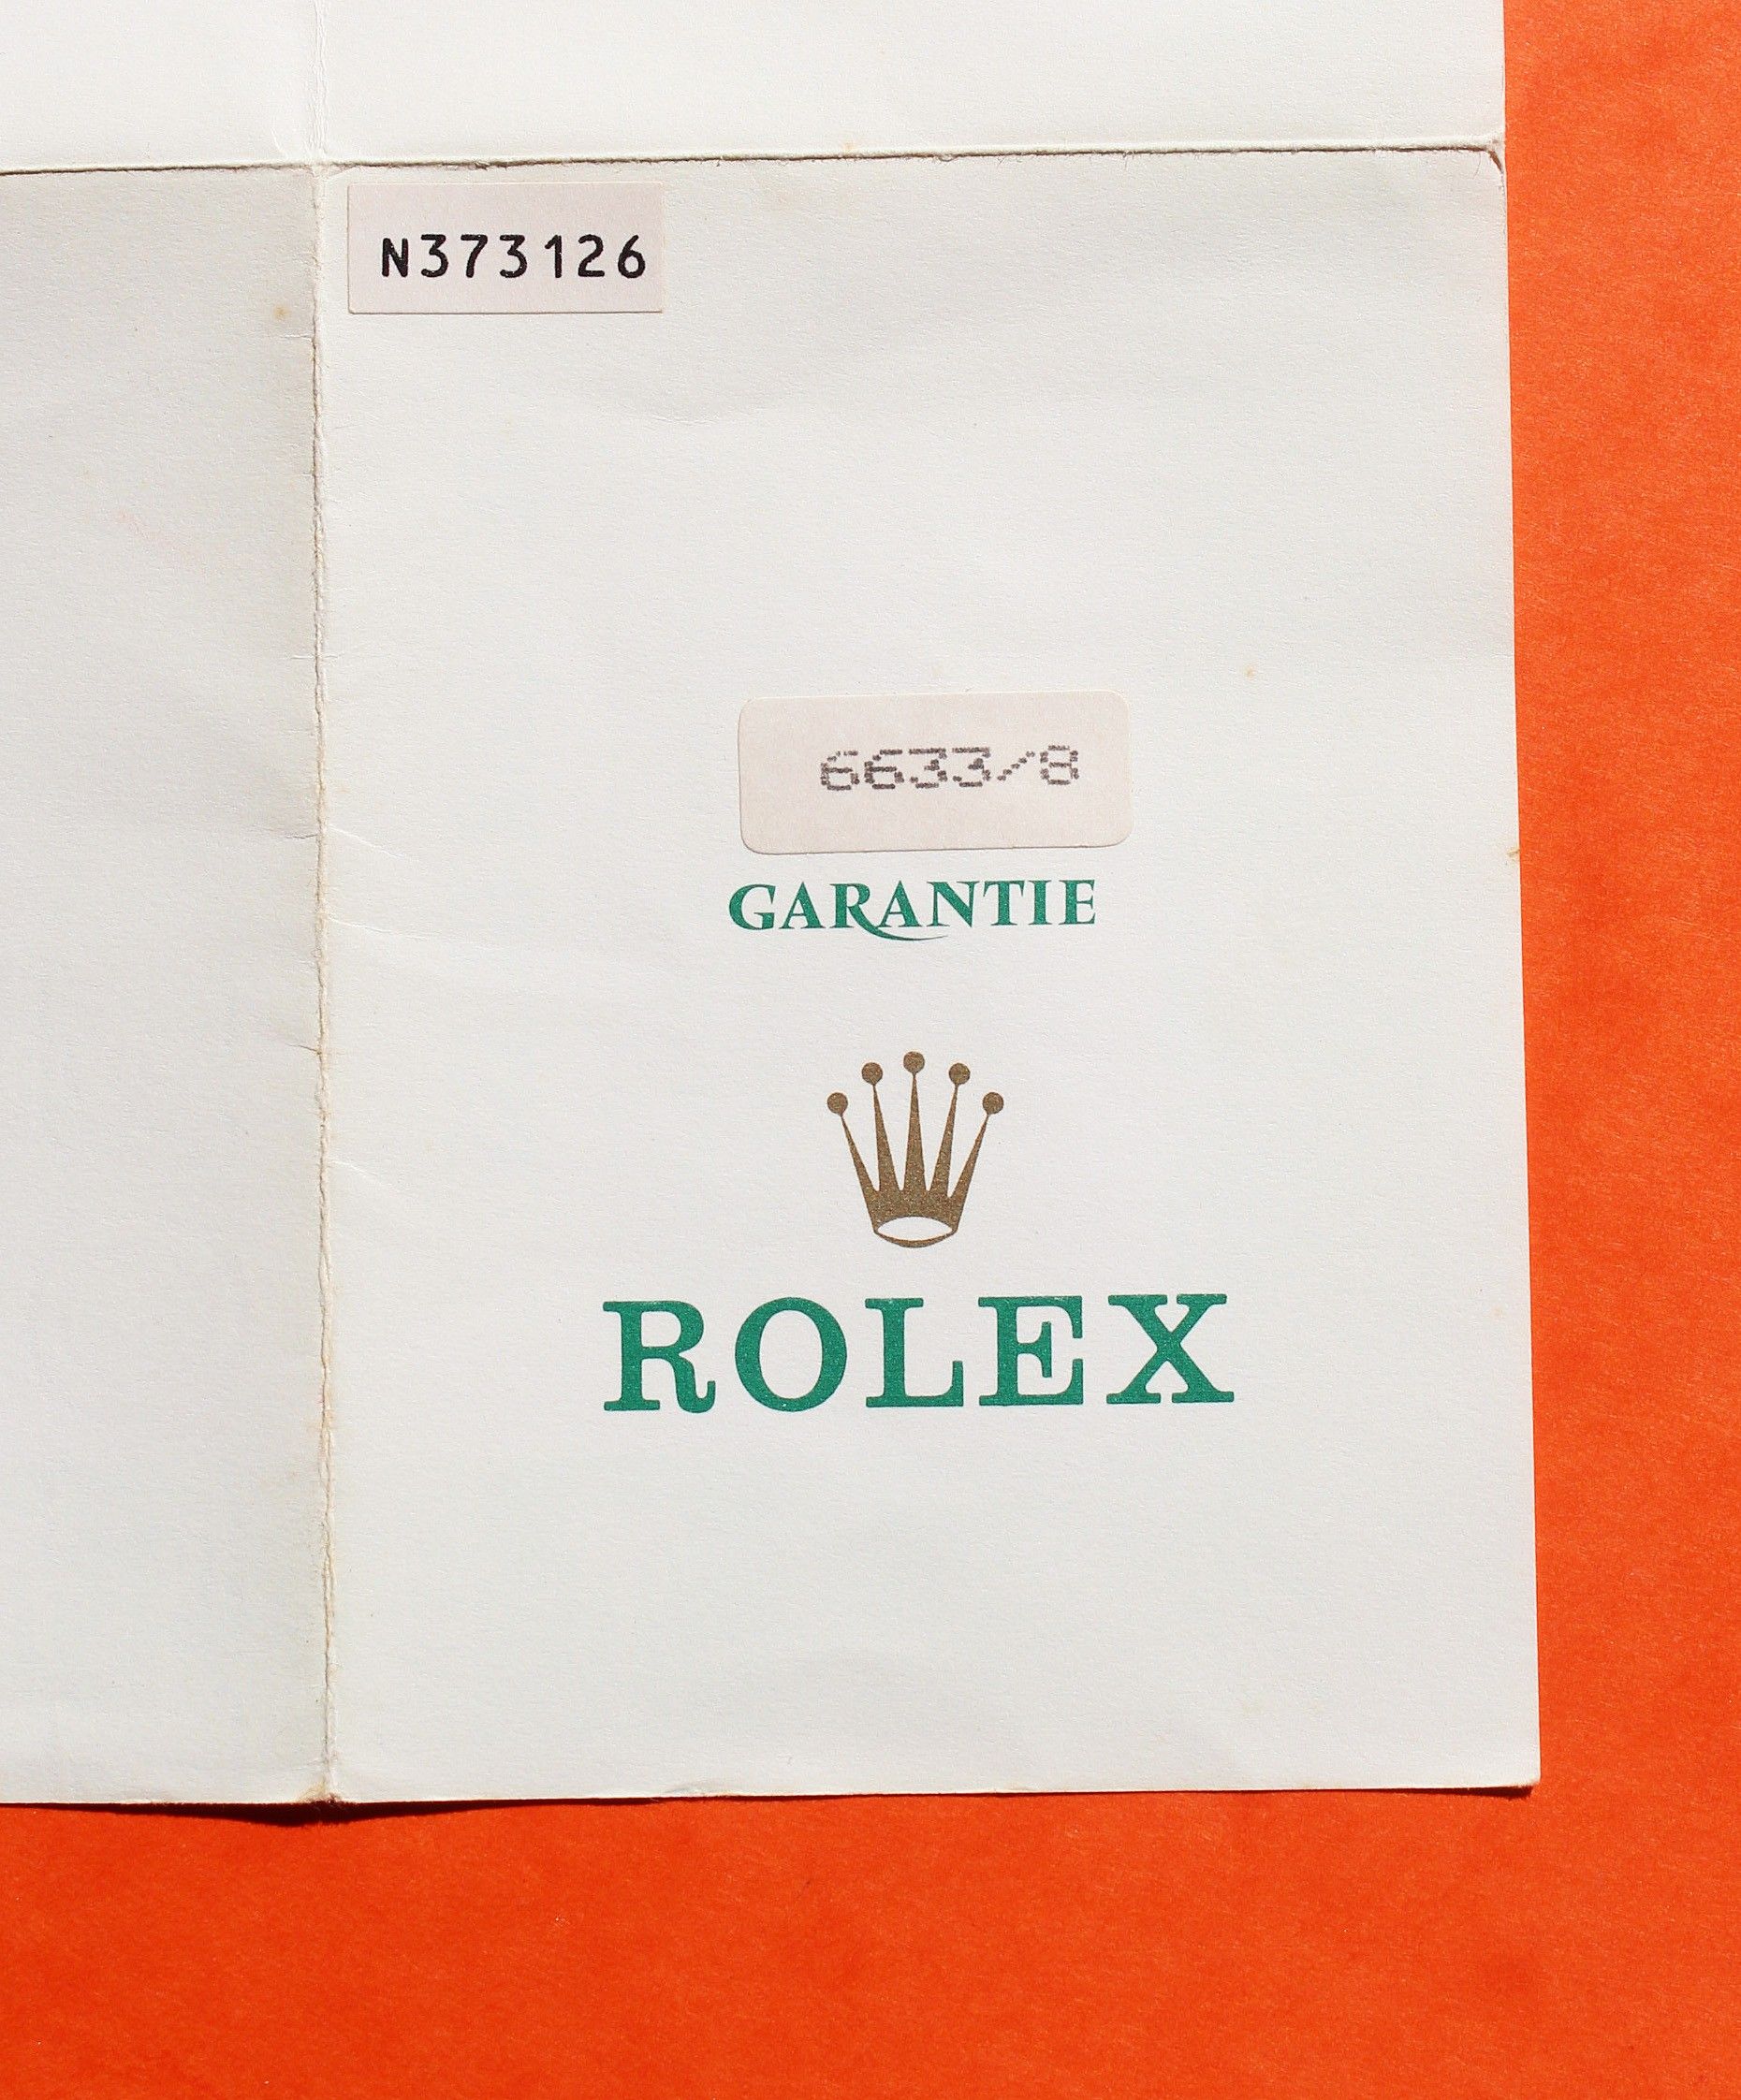 N373126
6633/8
GARANTIE
ROLEX